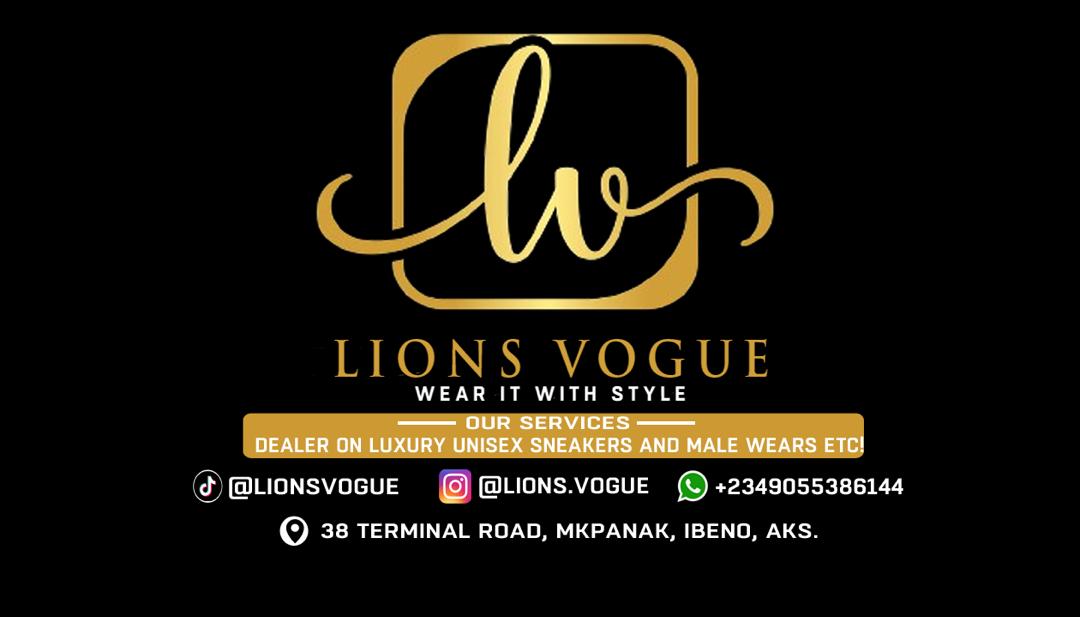 lv
LIONS VOGUE
WEAR IT WITH STYLE
OUR SERVICES
DEALER ON LUXURY UNISEX SNEAKERS AND MALE WEARS ETC!
@LIONSVOGUE @LIONS.VOGUE +2349055386144
38 TERMINAL ROAD, MKPANAK, IBENO, AKS.